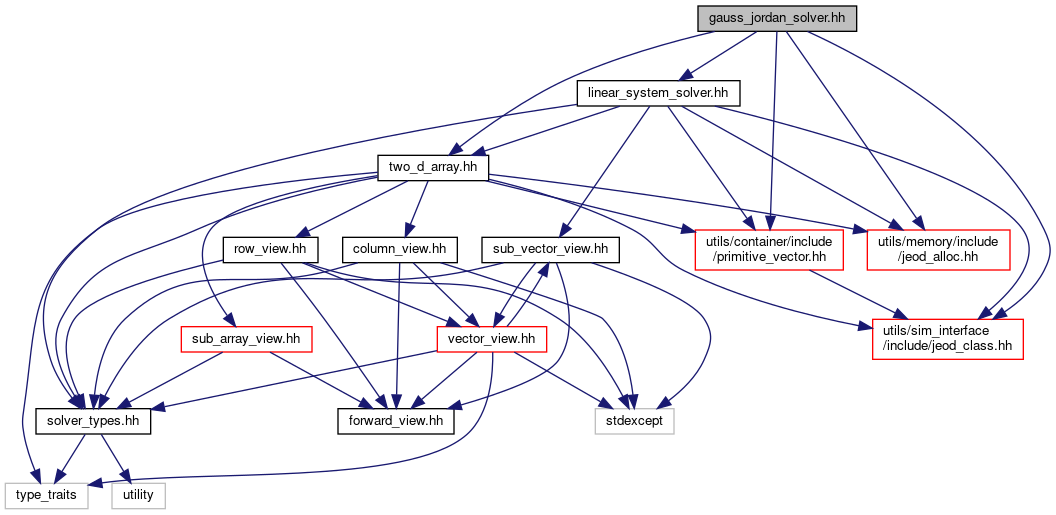 gauss_jordan_solver.hh
linear_system_solver.hh
two_d_array.hh
row_view.hh
column_view.hh
sub_vector_view.hh
utils/container/include
/primitive_vector.hh
utils/memory/include
/jeod_alloc.hh
sub_array_view.hh
vector_view.hh
utils/sim_interface
/include/jeod_class.hh
solver_types.hh
forward_view.hh
stdexcept
type_traits
utility